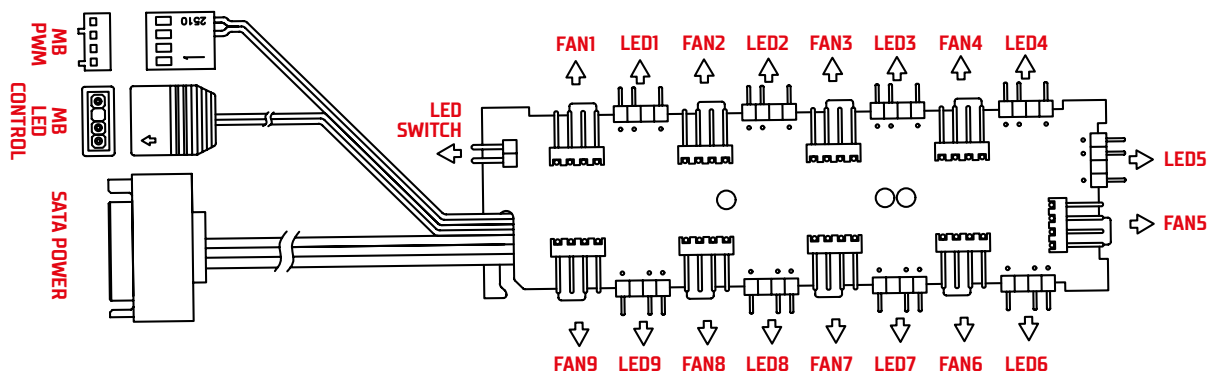 FAN1 LED1 FAN2 LED2 FAN3 LED3 FAN4 LED4
MB
PWM
2510
1
MB
LED
CONTROL
LED
SWITCH
LED5
SATA POWER
FAN5
FAN9 LED9 FAN8 LED8 FAN7 LED7 FAN6 LED6